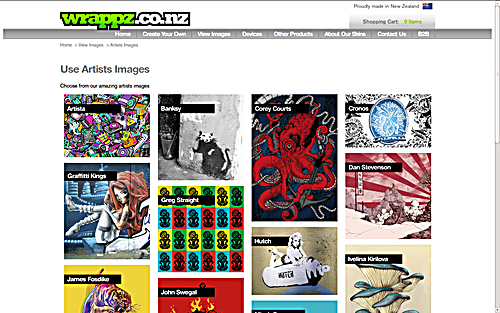 wrappz.co.nz
Proudly made in New Zealand
Shopping Cart: 0 Items
Home Create Your Own View Images Devices Other Products About Our Skins Contact Us B2B
Home > View Images > Artists Images
Use Artists Images
Choose from our amazing artists images
Artista
Banksy
Corey Courts
Cronos
Graffitti Kings
Greg Straight
Dan Stevenson
Hutch
HUTCH
Ivelina Kirilova
James Fosdike
John Swegal